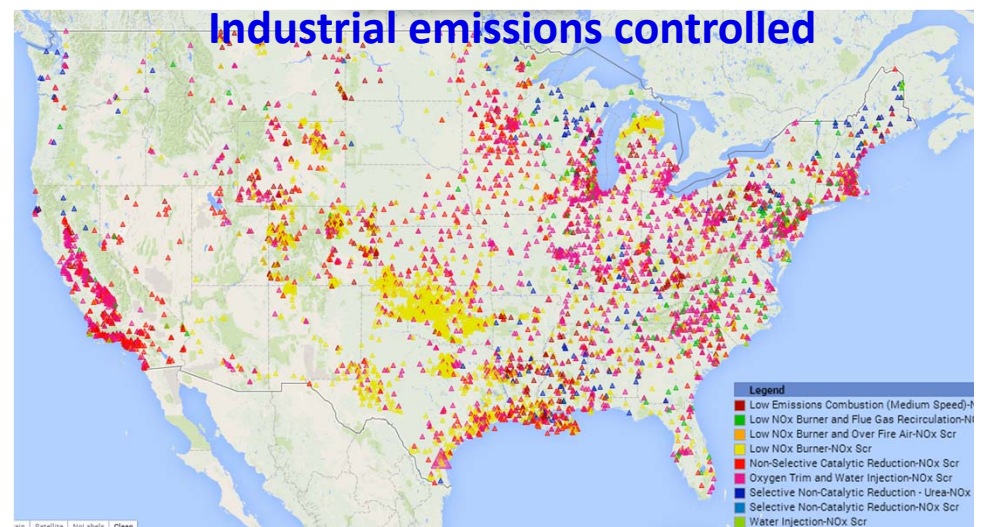 Industrial emissions controlled
Legend
Low Emissions Combustion (Medium Speed)-N
Low NOx Burner and Flue Gas Recirculation-NO
Low NOx Burner and Over Fire Air-NOx Scr
Low NOx Burner-NOx Scr
Non-Selective Catalytic Reduction-NOx Scr
Oxygen Trim and Water Injection-NOx Scr
Selective Non-Catalytic Reduction - Urea-NOx
Selective Non-Catalytic Reduction-NOx Scr
Water Injection-NOx Scr
Satellite NoLabels Clean